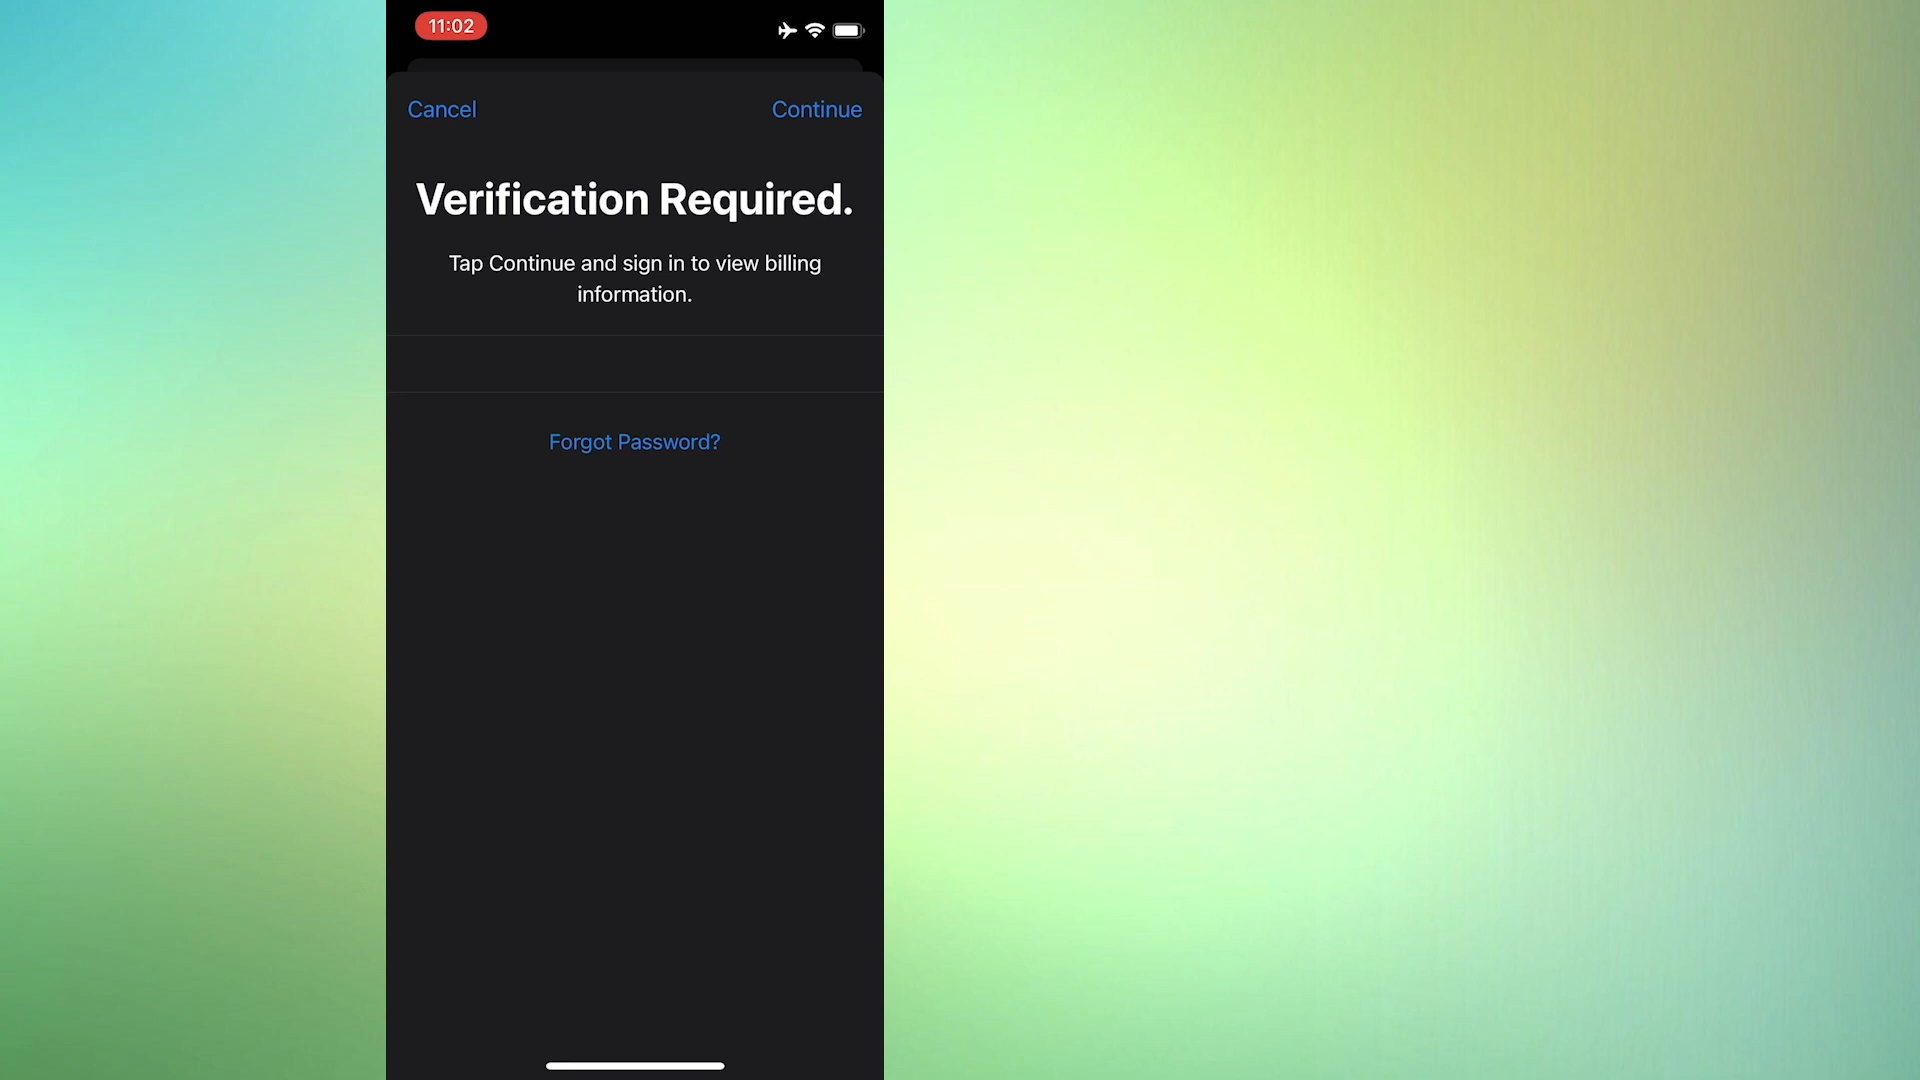 11:02
Cancel
Continue
Verification Required.
Tap Continue and sign in to view billing
information.
Forgot Password?